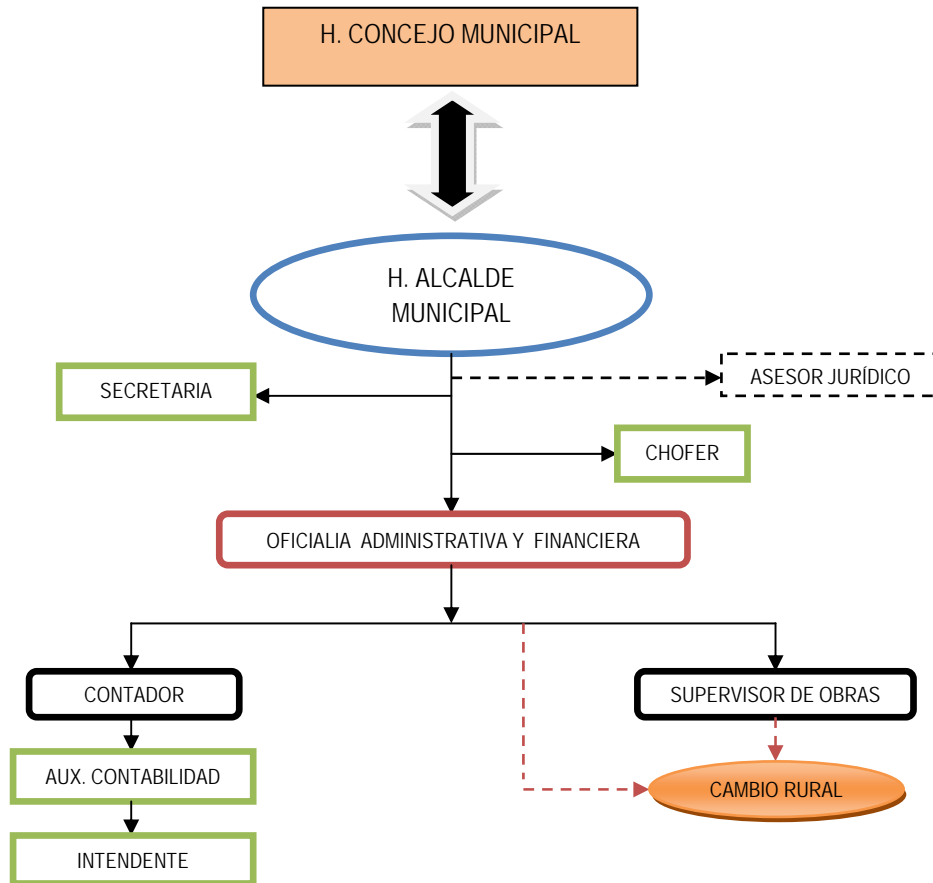 H. CONCEJO MUNICIPAL
H. ALCALDE
MUNICIPAL
SECRETARIA
ASESOR JURÍDICO
CHOFER
OFICIALIA ADMINISTRATIVA Y FINANCIERA
CONTADOR
SUPERVISOR DE OBRAS
AUX. CONTABILIDAD
CAMBIO RURAL
INTENDENTE